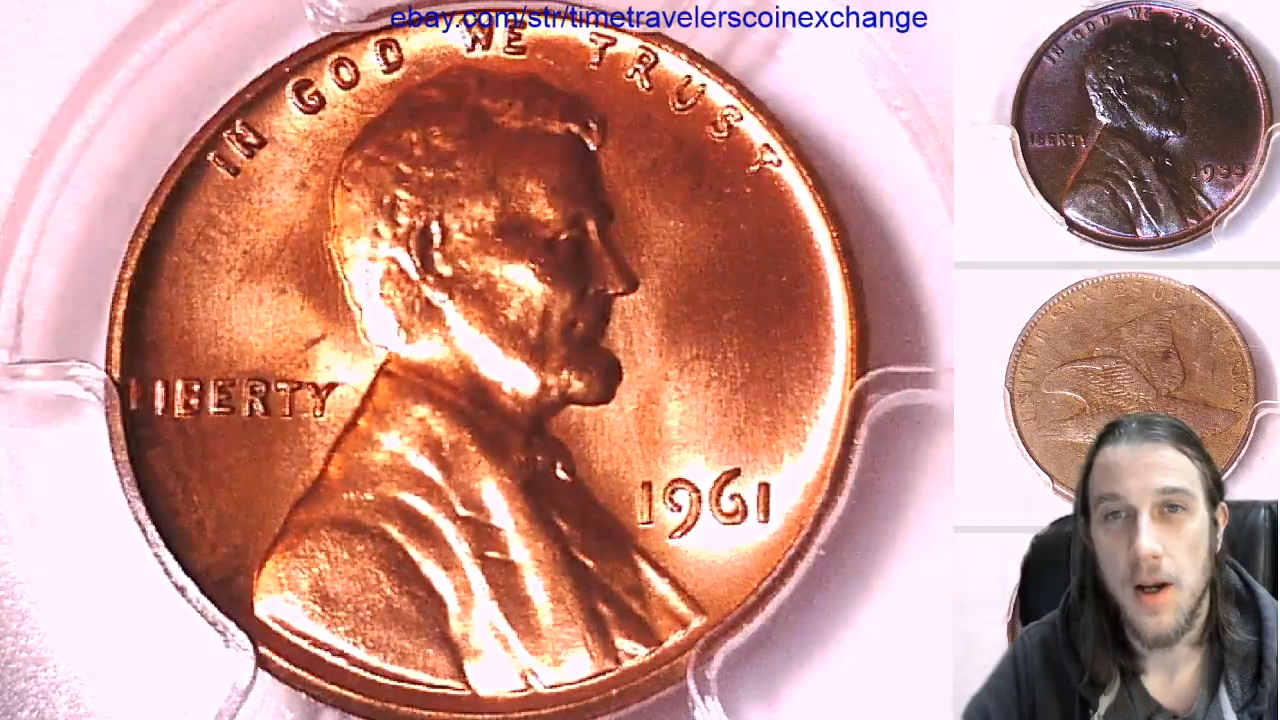 ebay.com/str/timetravelerscoinexchange
IN GOD WE TRUST
LIBERTY
1961
IN GOD WE TRUST
LIBERTY